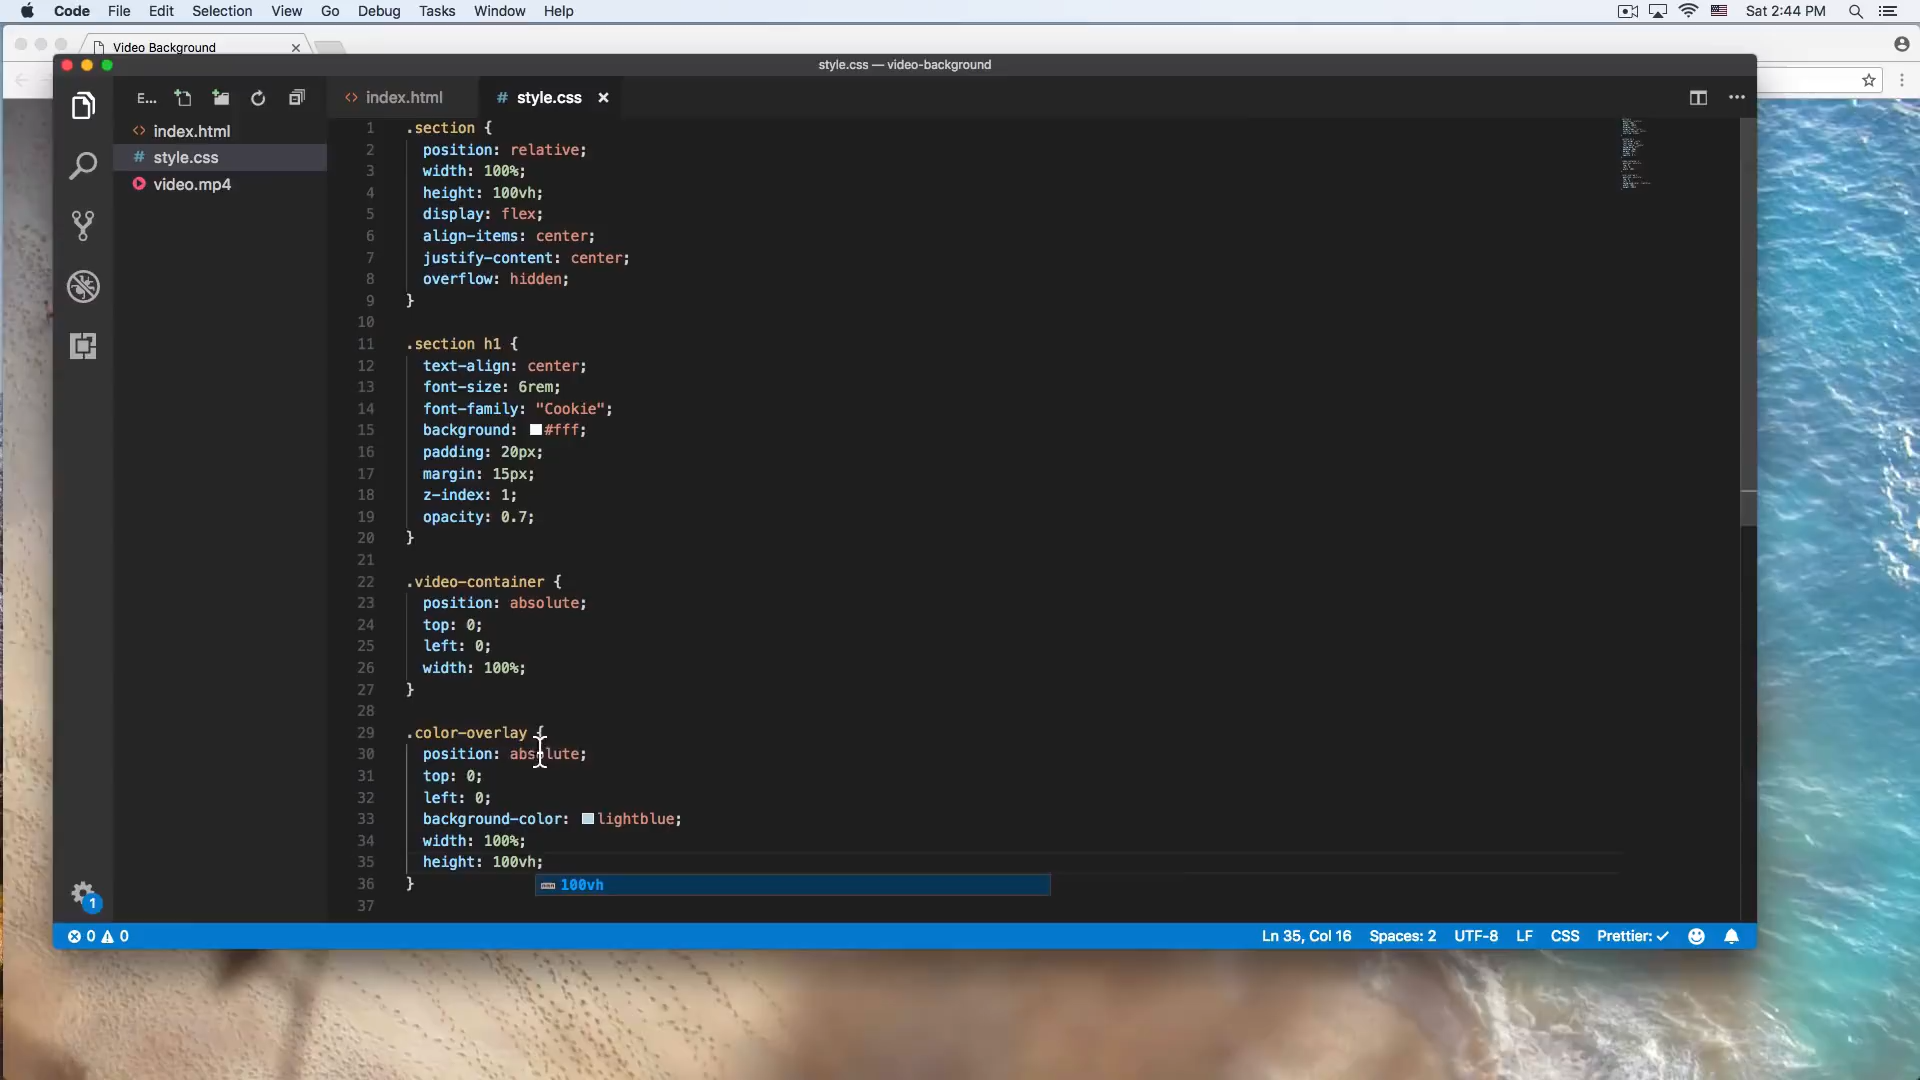 Code File Edit Selection View Go Debug Tasks Window Help Sat 2:44 PM
Video Background
style.css — video-background
E... index.html style.css
index.html
style.css
video.mp4
1 .section {
2 position: relative;
3 width: 100%;
4 height: 100vh;
5 display: flex;
6 align-items: center;
7 justify-content: center;
8 overflow: hidden;
9 }
10
11 .section h1 {
12 text-align: center;
13 font-size: 6rem;
14 font-family: "Cookie";
15 background: #fff;
16 padding: 20px;
17 margin: 15px;
18 z-index: 1;
19 opacity: 0.7;
20 }
21
22 .video-container {
23 position: absolute;
24 top: 0;
25 left: 0;
26 width: 100%;
27 }
28
29 .color-overlay {
30 position: absolute;
31 top: 0;
32 left: 0;
33 background-color: lightblue;
34 width: 100%;
35 height: 100vh;
36 }
100vh
37
1
0 0 Ln 35, Col 16 Spaces: 2 UTF-8 LF CSS Prettier: ✓